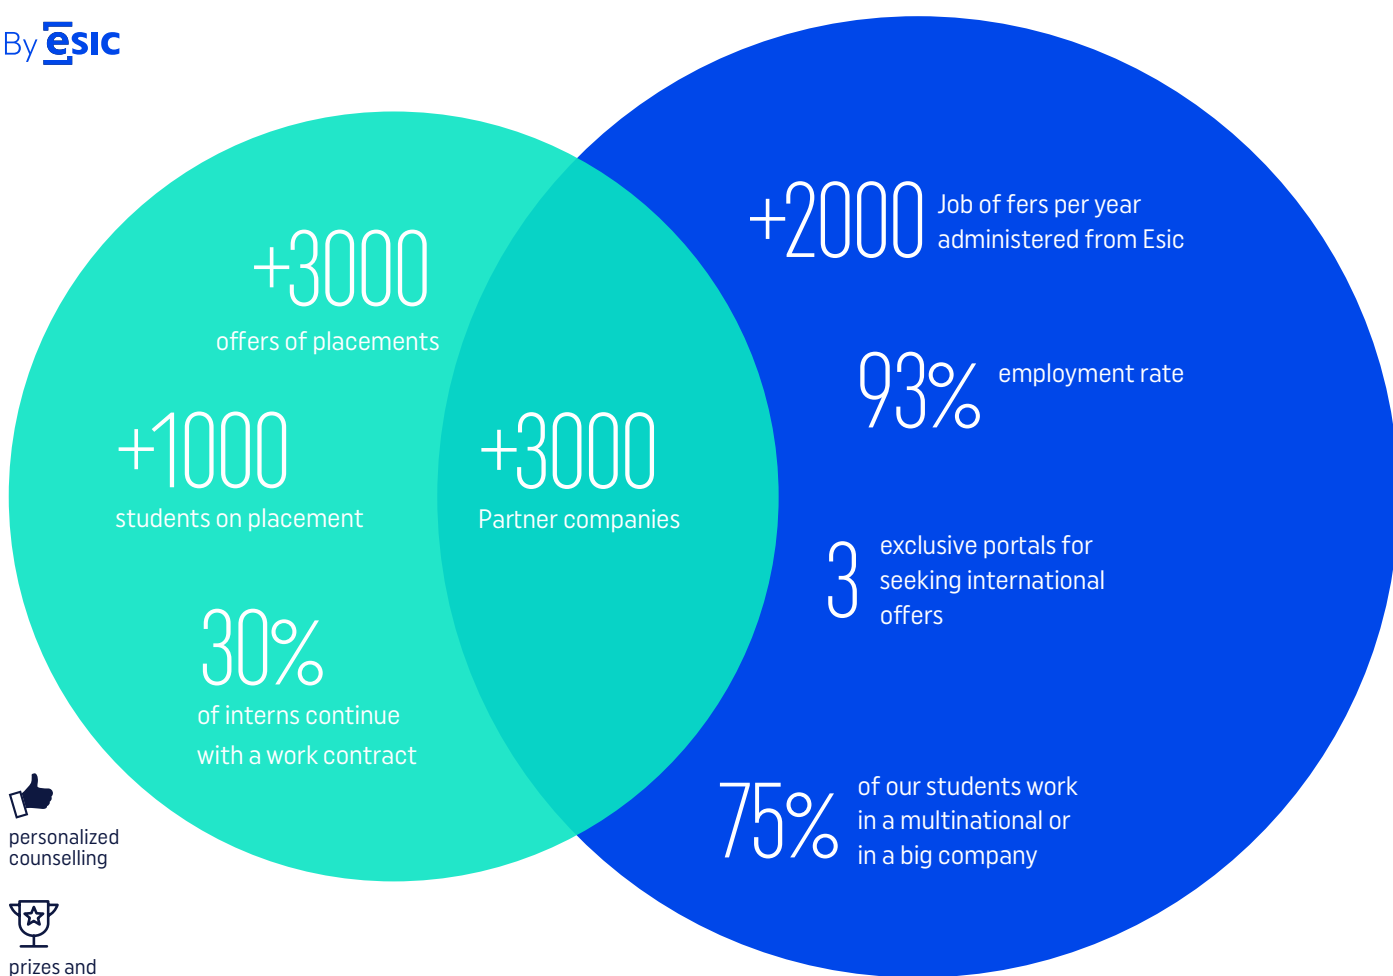 By esic
+3000
offers of placements
+1000
students on placement
30%
of interns continue
with a work contract
+3000
Partner companies
+2000
Job of fers per year
administered from Esic
93%
employment rate
3
exclusive portals for
seeking international
offers
75%
of our students work
in a multinational or
in a big company
personalized
counselling
prizes and